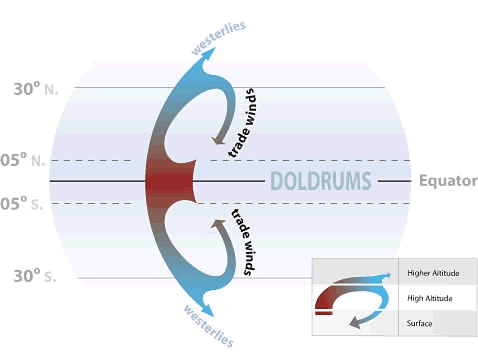 westerlies
30° N.
trade winds
05° N.
DOLDRUMS
Equator
05° S.
trade winds
30° S.
westerlies
Higher Altitude
High Altitude
Surface